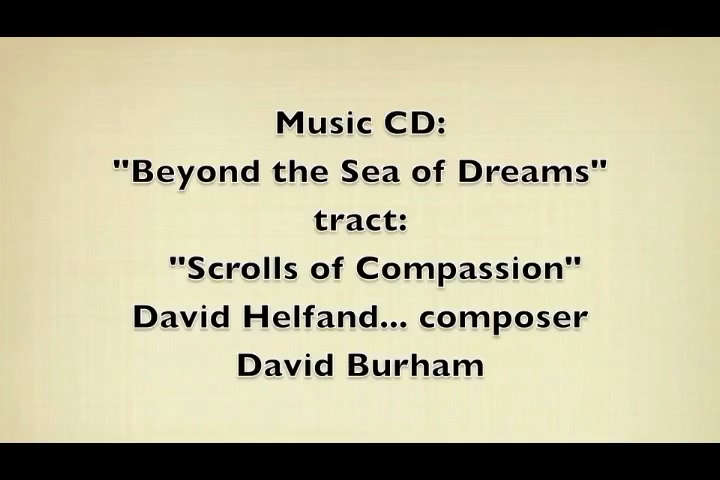 Music CD:
"Beyond the Sea of Dreams"
tract:
"Scrolls of Compassion"
David Helfand... composer
David Burham